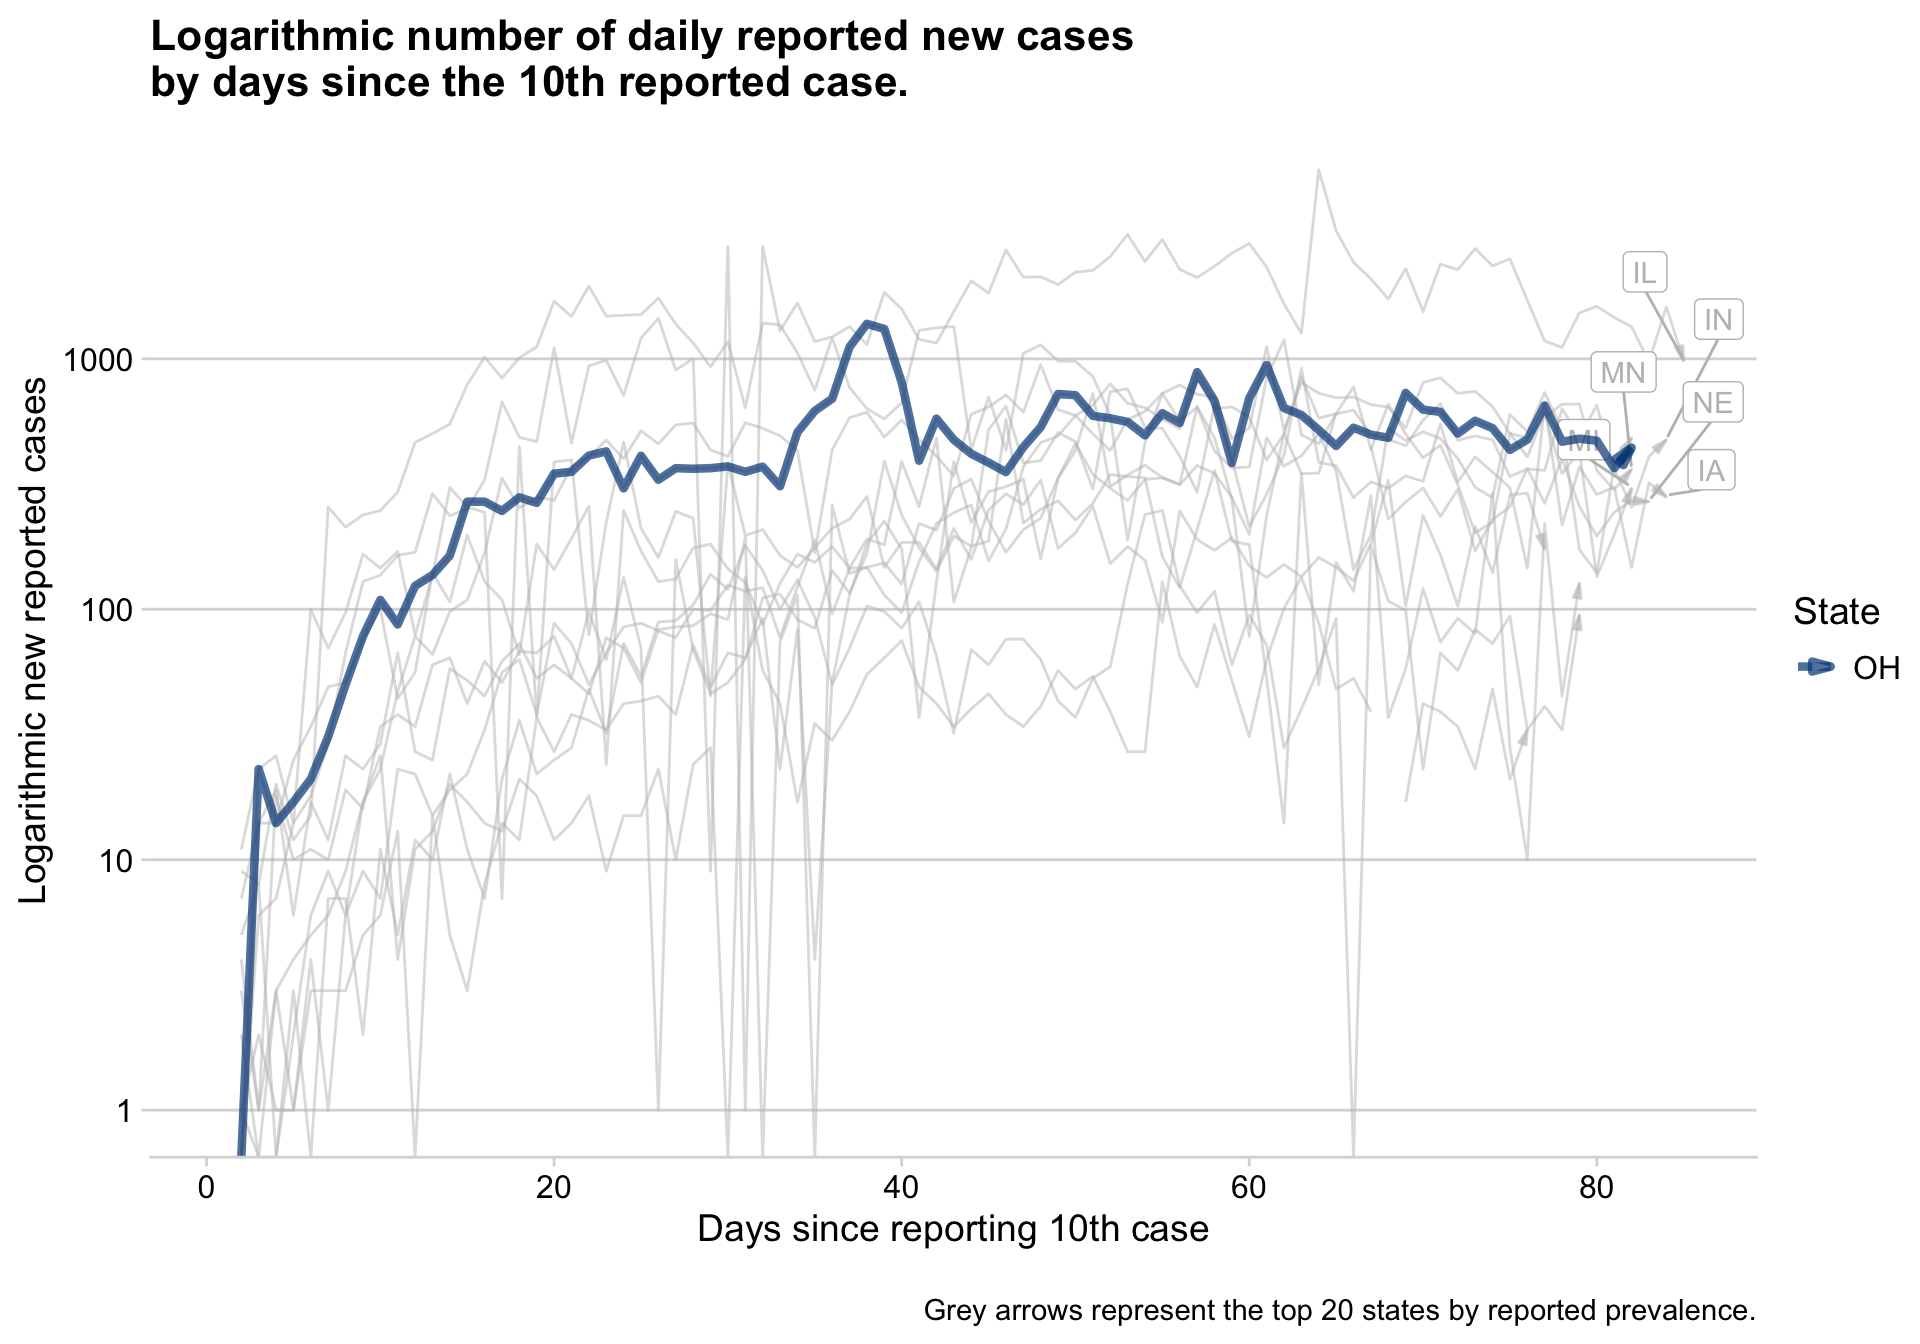 Logarithmic number of daily reported new cases
by days since the 10th reported case.
Logarithmic new reported cases
1000
100
10
1
IL
IN
MN
NE
MI
IA
State
OH
0 20 40 60 80
Days since reporting 10th case
Grey arrows represent the top 20 states by reported prevalence.